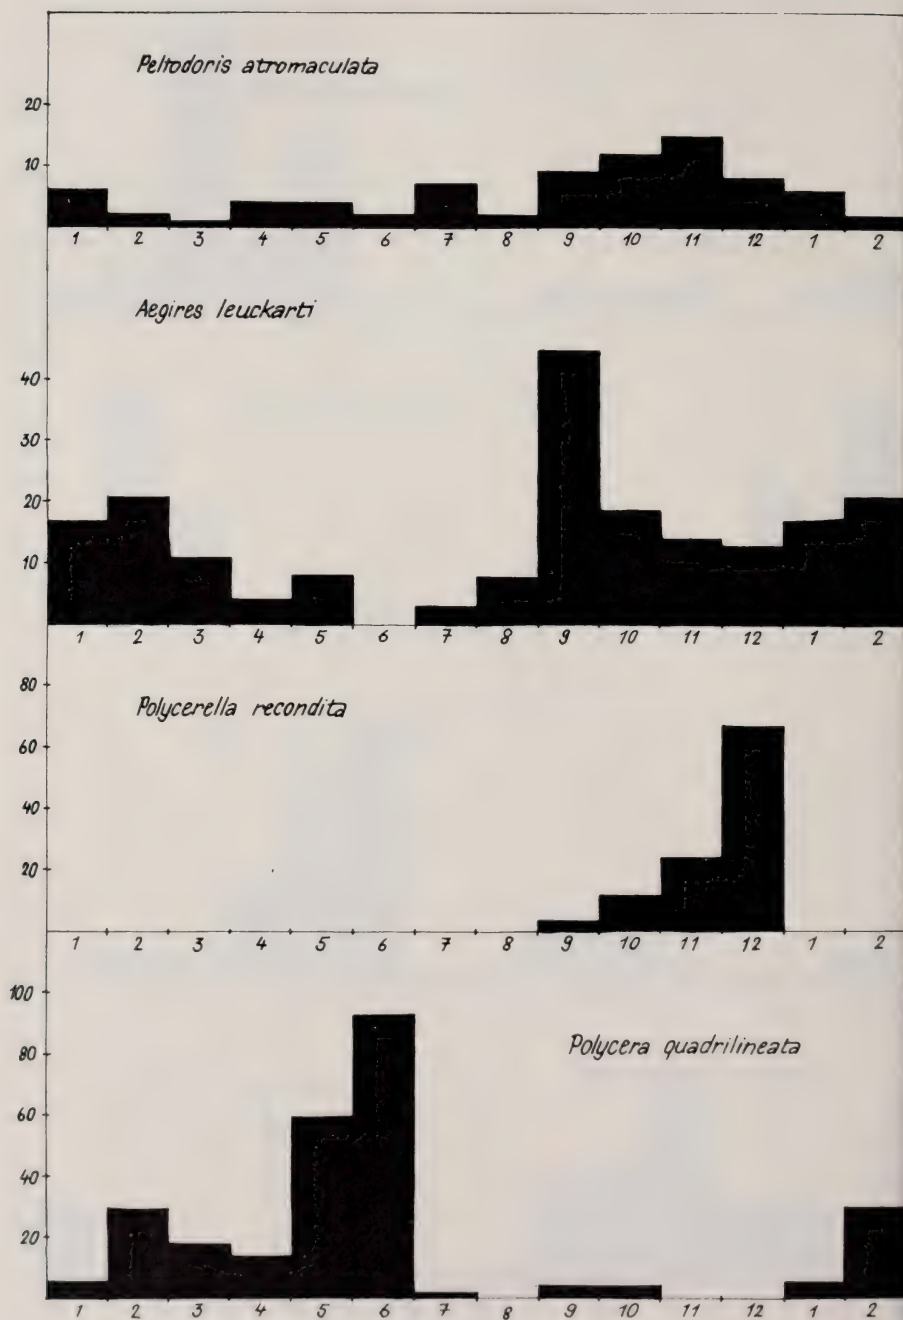 Peltodoris atromaculata
20
10
1 2 3 4 5 6 7 8 9 10 11 12 1 2
Aegires leuckarti
40
30
20
10
1 2 3 4 5 6 7 8 9 10 11 12 1 2
80
Polycerella recondita
60
40
20
1 2 3 4 5 6 7 8 9 10 11 12 1 2
100
80
Polycera quadrilineata
60
40
20
1 2 3 4 5 6 7 8 9 10 11 12 1 2